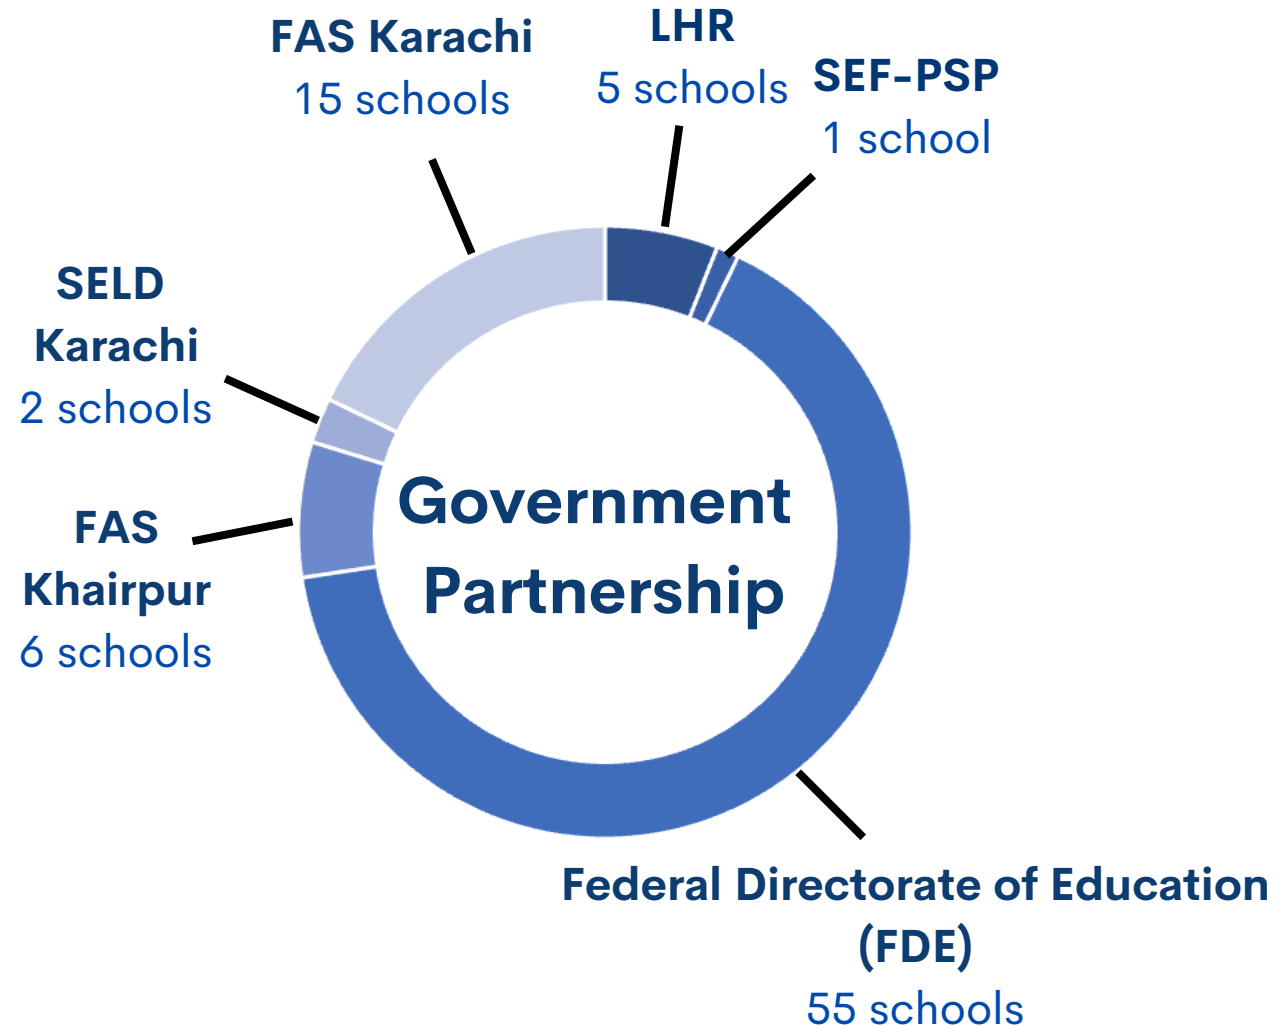 FAS Karachi
15 schools
LHR
5 schools
SEF-PSP
1 school
SELD
Karachi
2 schools
FAS
Khairpur
6 schools
Government
Partnership
Federal Directorate of Education
(FDE)
55 schools